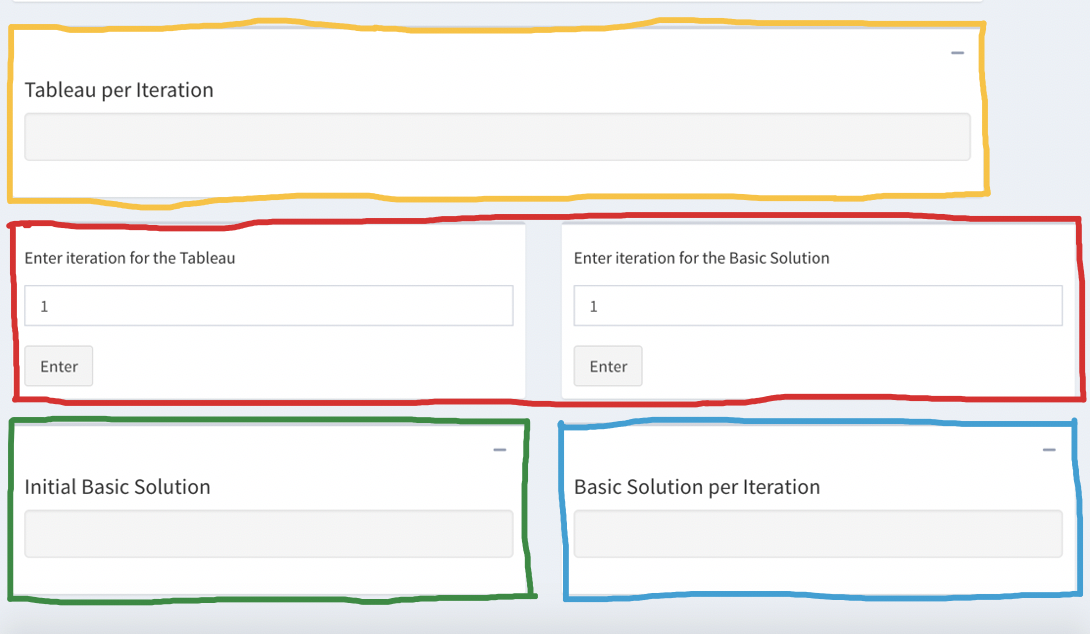 Tableau per Iteration
Enter iteration for the Tableau
1
Enter
Enter iteration for the Basic Solution
1
Enter
Initial Basic Solution
Basic Solution per Iteration